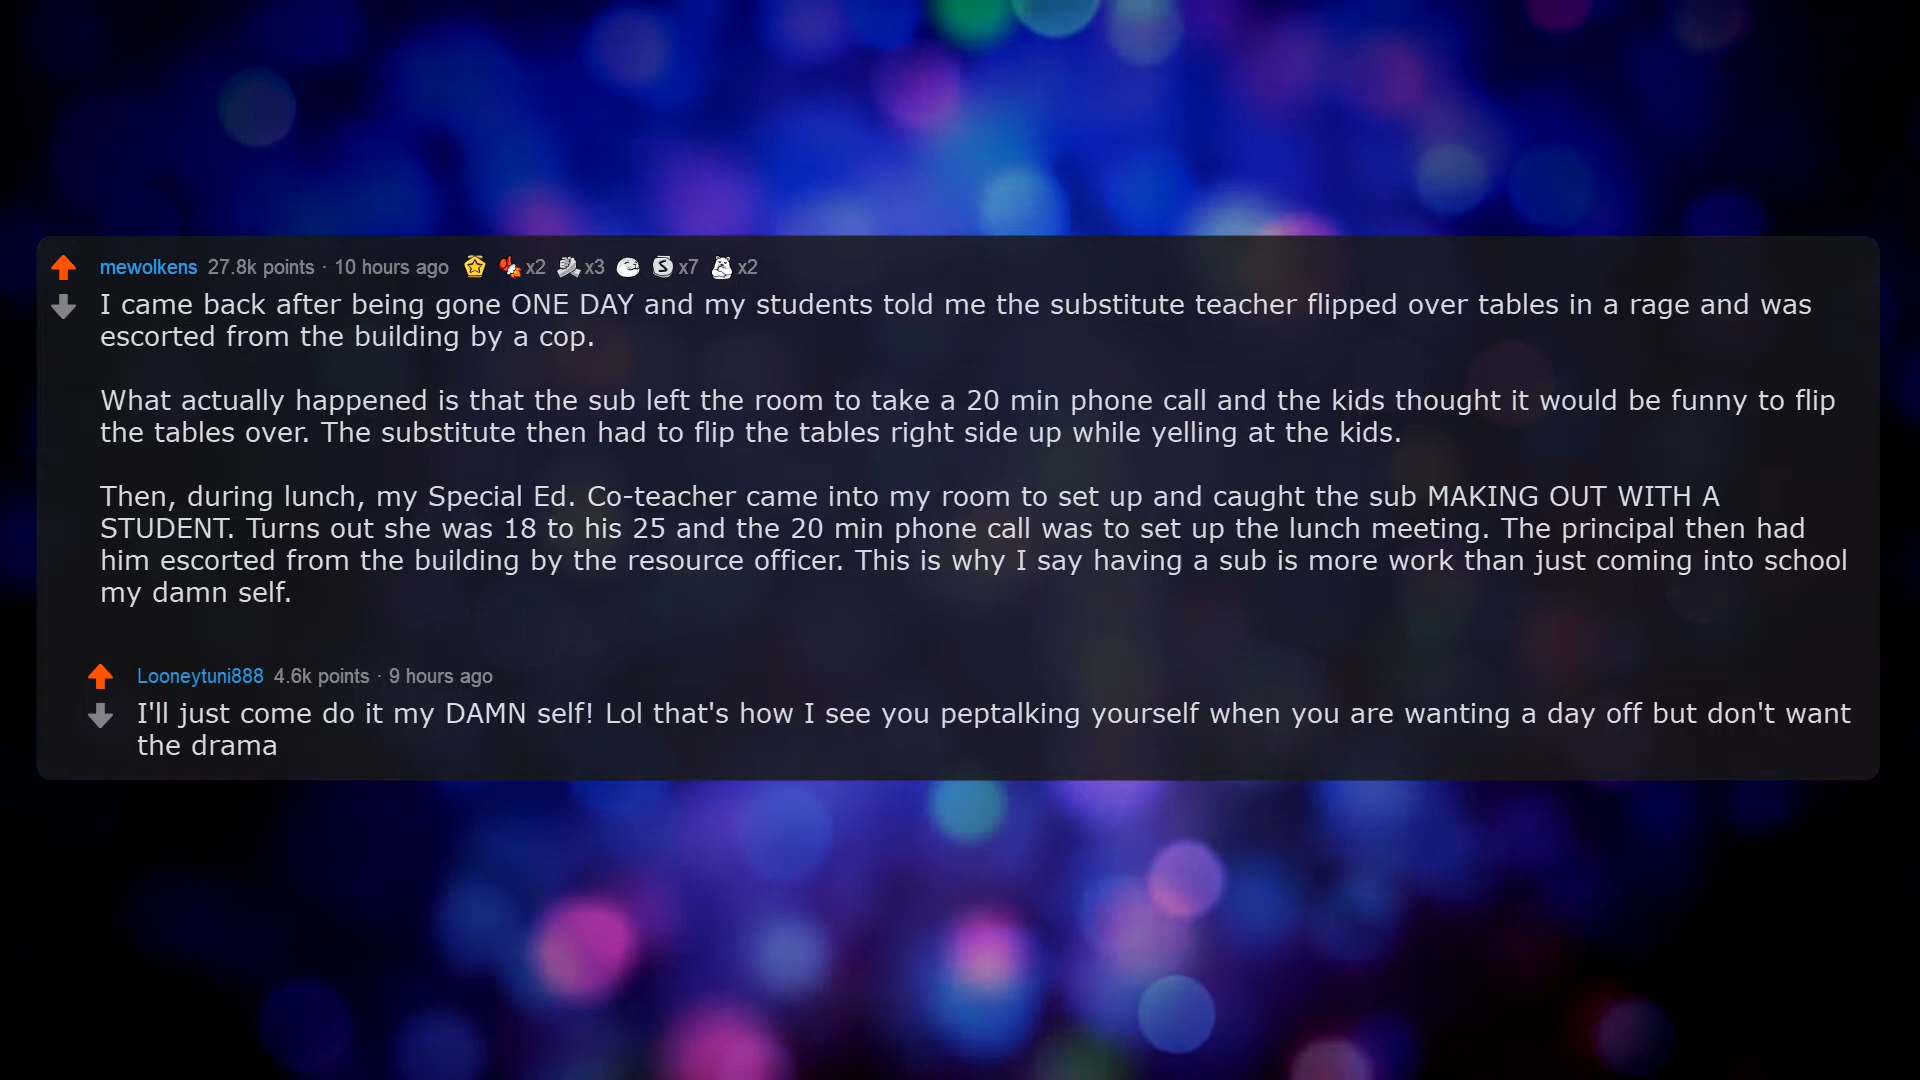 mewolkens 27.8k points · 10 hours ago x2 x3 S x7 x2
I came back after being gone ONE DAY and my students told me the substitute teacher flipped over tables in a rage and was
escorted from the building by a cop.
What actually happened is that the sub left the room to take a 20 min phone call and the kids thought it would be funny to flip
the tables over. The substitute then had to flip the tables right side up while yelling at the kids.
Then, during lunch, my Special Ed. Co-teacher came into my room to set up and caught the sub MAKING OUT WITH A
STUDENT. Turns out she was 18 to his 25 and the 20 min phone call was to set up the lunch meeting. The principal then had
him escorted from the building by the resource officer. This is why I say having a sub is more work than just coming into school
my damn self.
Looneytuni888 4.6k points · 9 hours ago
I'll just come do it my DAMN self! Lol that's how I see you peptalking yourself when you are wanting a day off but don't want
the drama